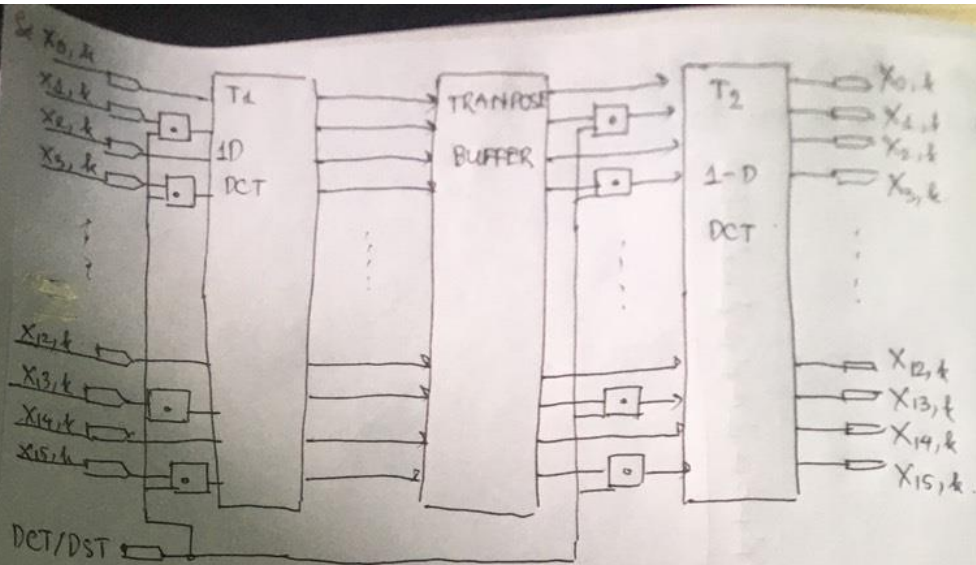 X0,k
X1,k
X2,k
X3,k
X12,k
X13,k
X14,k
X15,k
DCT/DST
T1
1D
DCT
TRANPOSE
BUFFER
T2
1-D
DCT
X0,k
X1,k
X2,k
X3,k
X12,k
X13,k
X14,k
X15,k